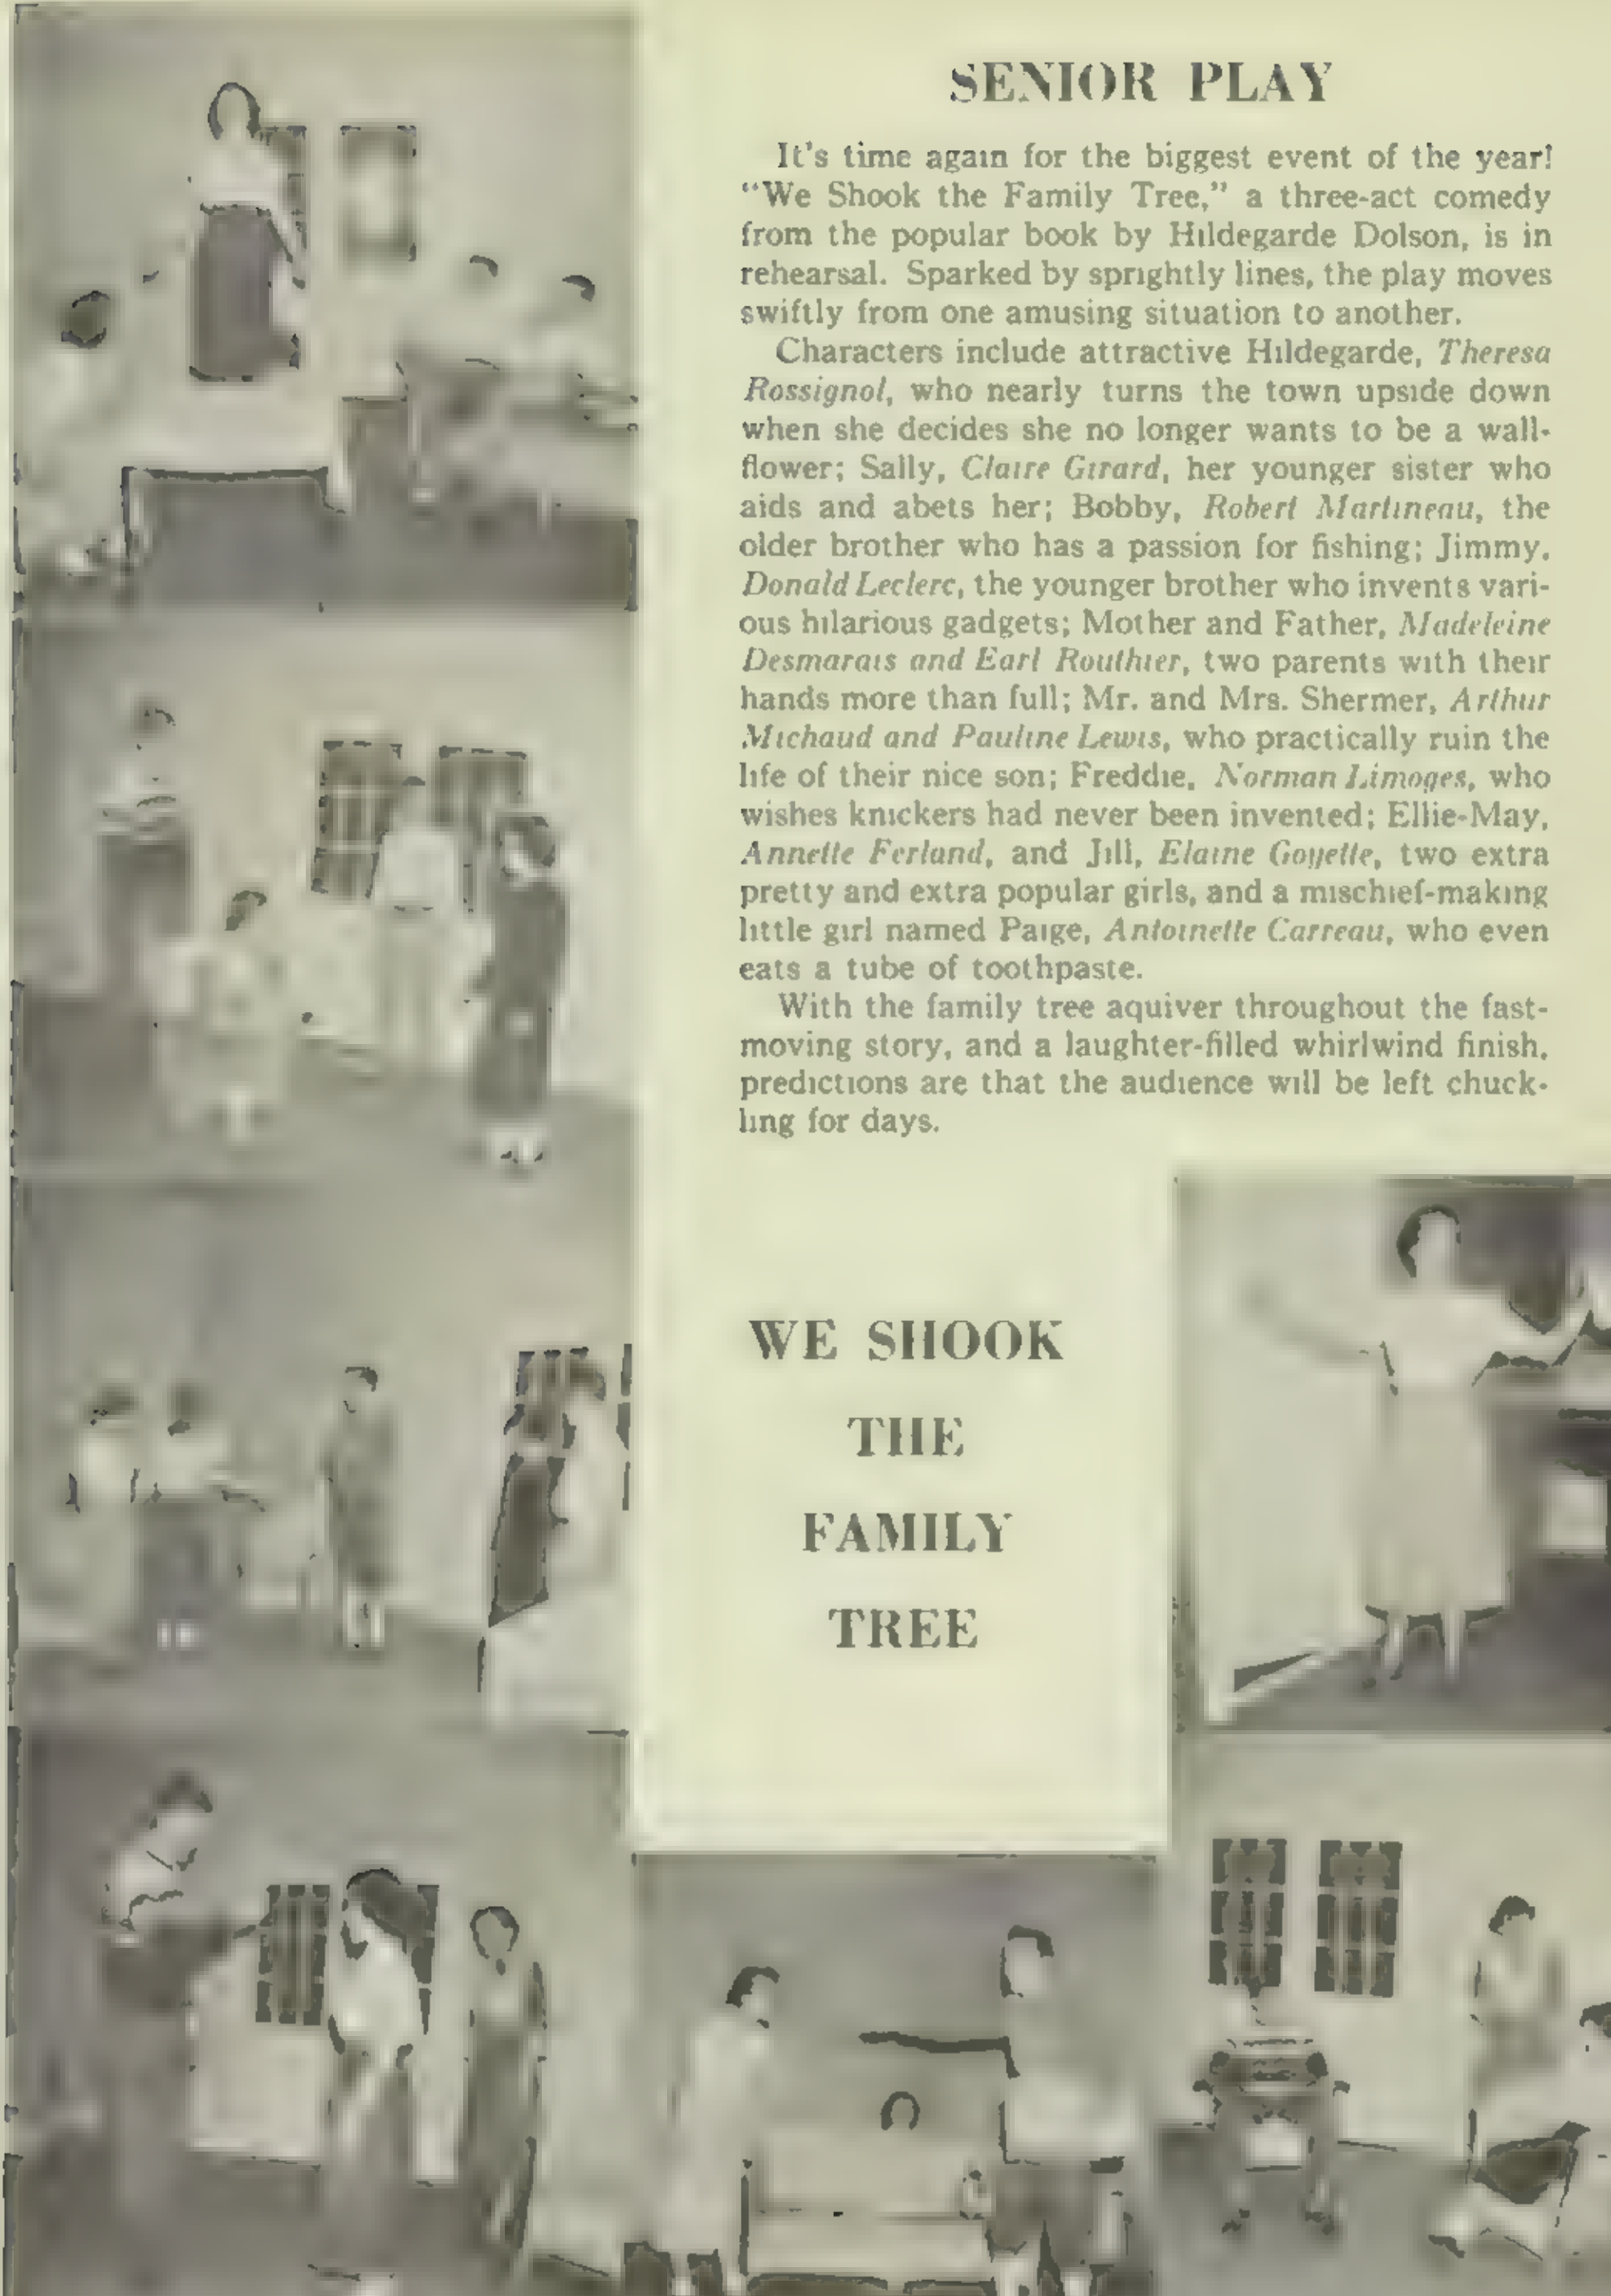 SENIOR PLAY
It's time again for the biggest event of the year!
“We Shook the Family Tree,” a three-act comedy
from the popular book by Hildegarde Dolson, is in
rehearsal. Sparked by sprightly lines, the play moves
swiftly from one amusing situation to another.
Characters include attractive Hildegarde, Theresa
Rossignol, who nearly turns the town upside down
when she decides she no longer wants to be a wall-
flower; Sally, Claire Girard, her younger sister who
aids and abets her; Bobby, Robert Martineau, the
older brother who has a passion for fishing; Jimmy,
Donald Leclerc, the younger brother who invents vari-
ous hilarious gadgets; Mother and Father, Madeleine
Desmarais and Earl Routhier, two parents with their
hands more than full; Mr. and Mrs. Shermer, Arthur
Michaud and Pauline Lewis, who practically ruin the
life of their nice son; Freddie, Norman Limoges, who
wishes knickers had never been invented; Ellie-May,
Annette Ferland, and Jill, Elaine Goyette, two extra
pretty and extra popular girls, and a mischief-making
little girl named Paige, Antoinette Carreau, who even
eats a tube of toothpaste.
With the family tree aquiver throughout the fast-
moving story, and a laughter-filled whirlwind finish,
predictions are that the audience will be left chuck-
ling for days.
WE SHOOK
THE
FAMILY
TREE